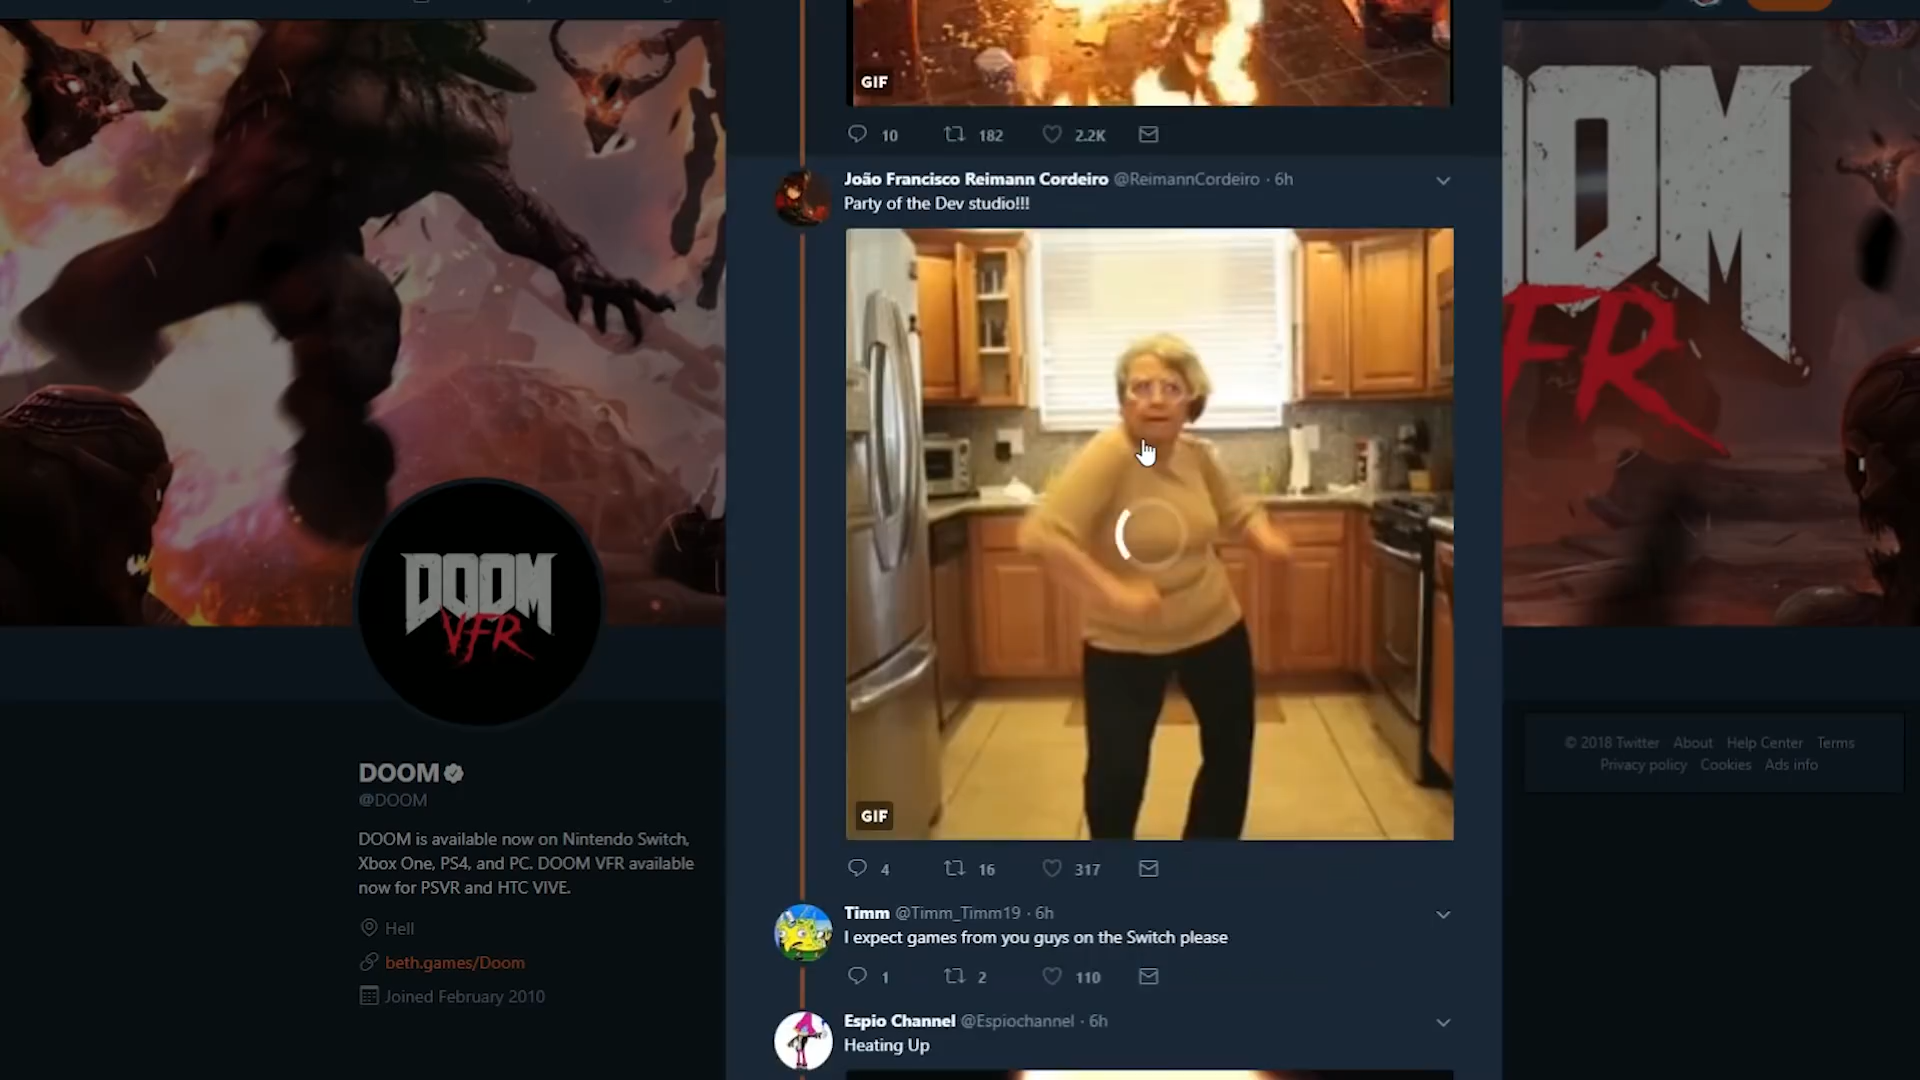 GIF
10 182 2.2K
João Francisco Reimann Cordeiro @ReimannCordeiro · 6h
Party of the Dev studio!!!
GIF
4 16 317
Timm @Timm_Timm19 · 6h
I expect games from you guys on the Switch please
1 2 110
Espio Channel @Espiochannel · 6h
Heating Up
DOOM
VFR
DOOM
@DOOM
DOOM is available now on Nintendo Switch,
Xbox One, PS4, and PC. DOOM VFR available
now for PSVR and HTC VIVE.
Hell
beth.games/Doom
Joined February 2010
OOM
FR
© 2018 Twitter About Help Center Terms
Privacy policy Cookies Ads info